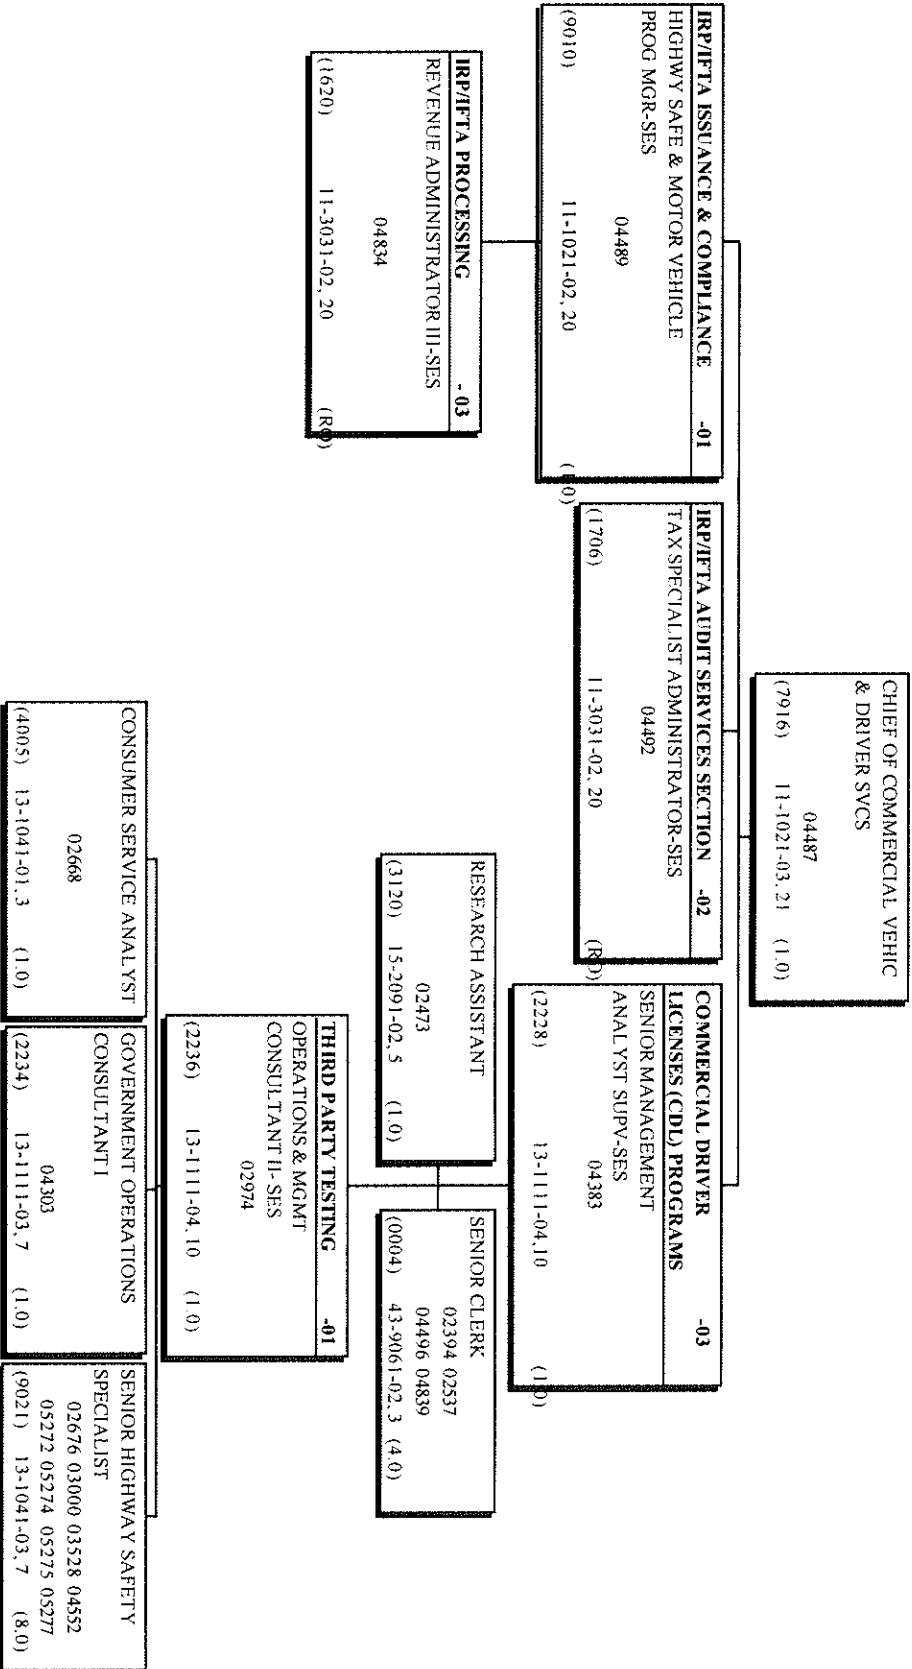 CHIEF OF COMMERCIAL VEHIC
& DRIVER SVCS
04487
(7916) 11-1021-03, 21 (1.0)
IRP/IFTA ISSUANCE & COMPLIANCE -01
HIGHWY SAFE & MOTOR VEHICLE
PROG MGR-SES
04489
(9010) 11-1021-02, 20
IRP/IFTA AUDIT SERVICES SECTION -02
TAX SPECIALIST ADMINISTRATOR-SES
04492
(1706) 11-3031-02, 20
COMMERCIAL DRIVER -03
LICENSES (CDL) PROGRAMS
SENIOR MANAGEMENT
ANALYST SUPV-SES
04383
(2228) 13-1111-04,10 (1.0)
IRP/IFTA PROCESSING - 03
REVENUE ADMINISTRATOR III-SES
04834
(1620) 11-3031-02, 20
RESEARCH ASSISTANT
02473
(3120) 15-2091-02, 5 (1.0)
SENIOR CLERK
02394 02537
04496 04839
(0004) 43-9061-02, 3 (4.0)
THIRD PARTY TESTING -01
OPERATIONS & MGMT
CONSULTANT II- SES
02974
(2236) 13-1111-04,10 (1.0)
CONSUMER SERVICE ANALYST
02668
(4005) 13-1041-01, 3 (1.0)
GOVERNMENT OPERATIONS
CONSULTANT I
04303
(2234) 13-1111-03, 7 (1.0)
SENIOR HIGHWAY SAFETY
SPECIALIST
02676 03000 03528 04552
05272 05274 05275 05277
(9021) 13-1041-03, 7 (8.0)